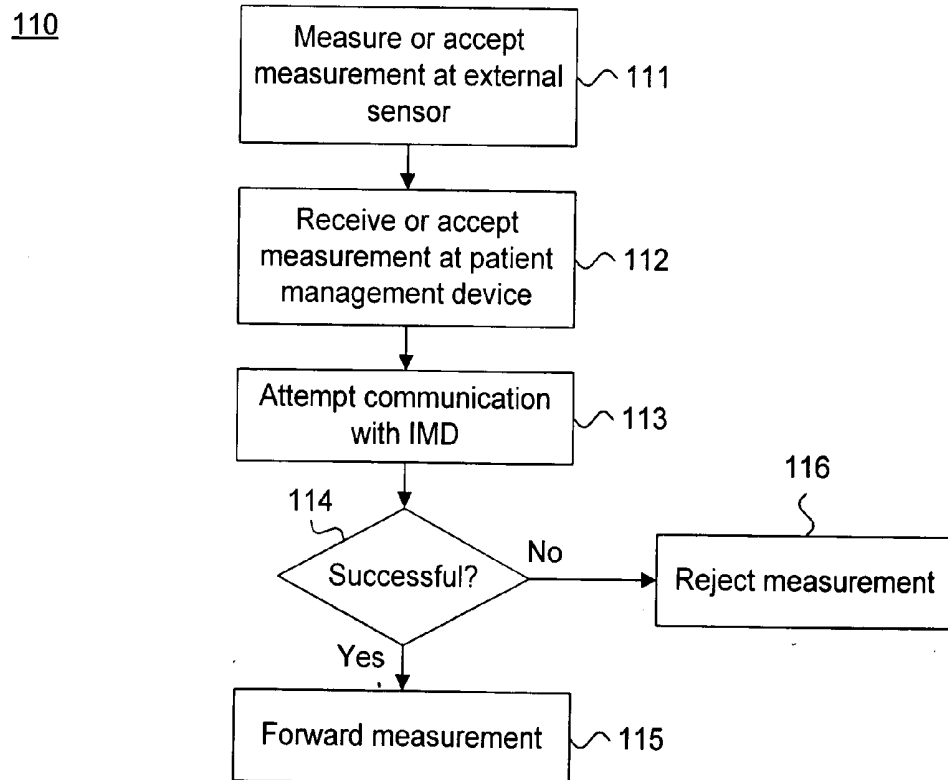 110
Measure or accept
measurement at external
sensor
111
Receive or accept
measurement at patient
management device
112
Attempt communication
with IMD
113
114
Successful?
No
116
Reject measurement
Yes
Forward measurement
115